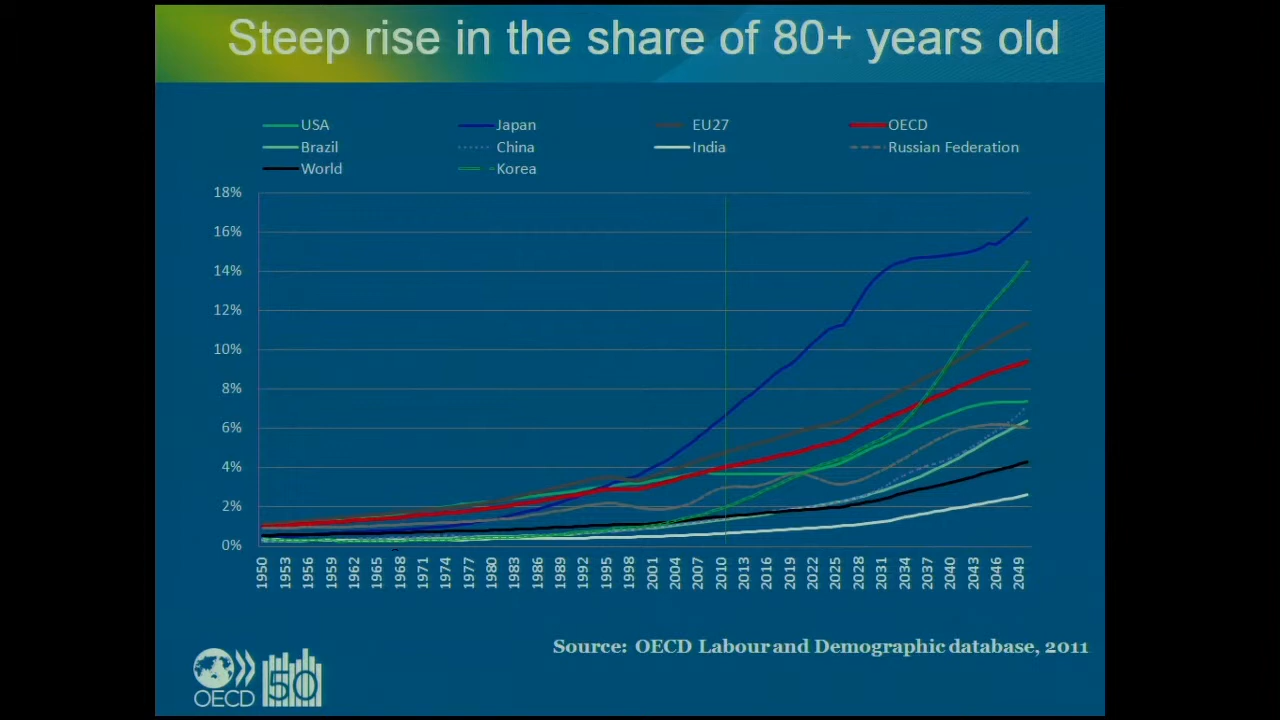 Steep rise in the share of 80+ years old
USA Japan EU27 OECD
Brazil China India Russian Federation
World Korea
18%
16%
14%
12%
10%
8%
6%
4%
2%
0%
1950 1953 1956 1959 1962 1965 1968 1971 1974 1977 1980 1983 1986 1989 1992 1995 1998 2001 2004 2007 2010 2013 2016 2019 2022 2025 2028 2031 2034 2037 2040 2043 2046 2049
Source: OECD Labour and Demographic database, 2011
OECD 50